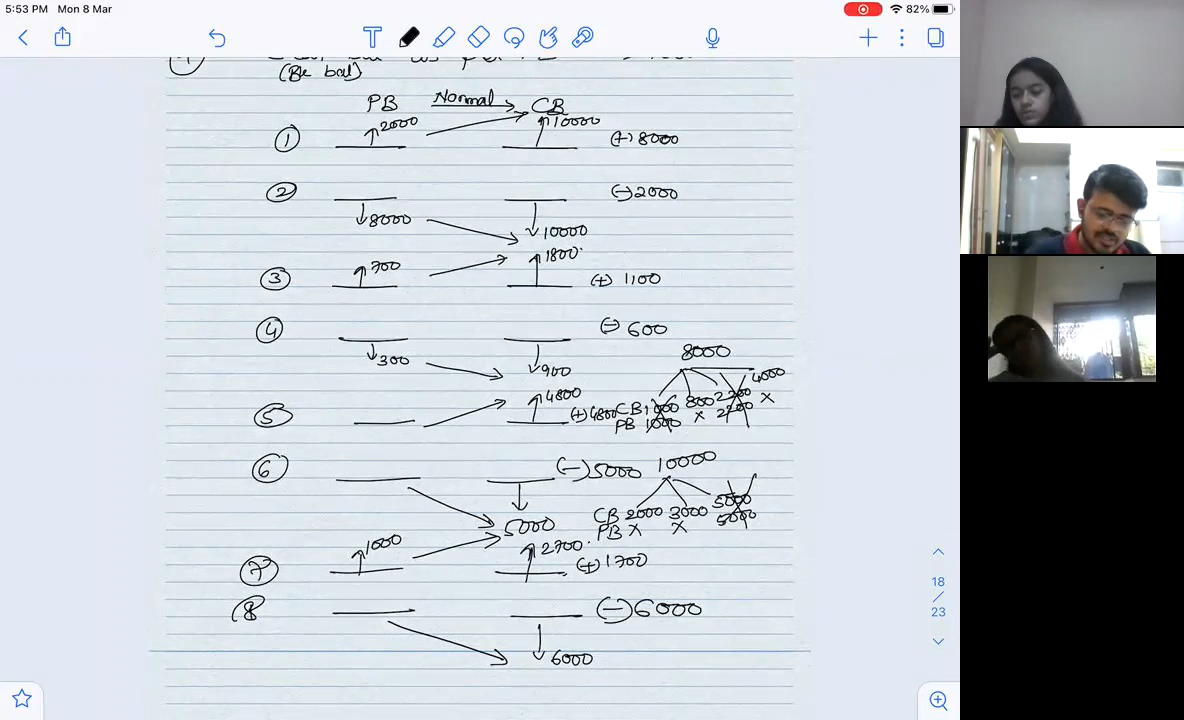 5:53 PM Mon 8 Mar
82%
(Be bal)
PB Normal CB
① 2000 10000 (+) 8000
② 8000 10000 (-) 2000
③ 700 1800 (+) 1100
④ 300 900 (-) 600
8000
⑤ 4800 (+) 4800 CB 1000 800 2200 4000
PB 1000 x 2200 x
⑥ 5000 (-) 5000 10000
CB 2000 3000 5000
PB x x 5000
⑦ 1000 2700 (+) 1700
⑧ 6000 (-) 6000
18
/
23